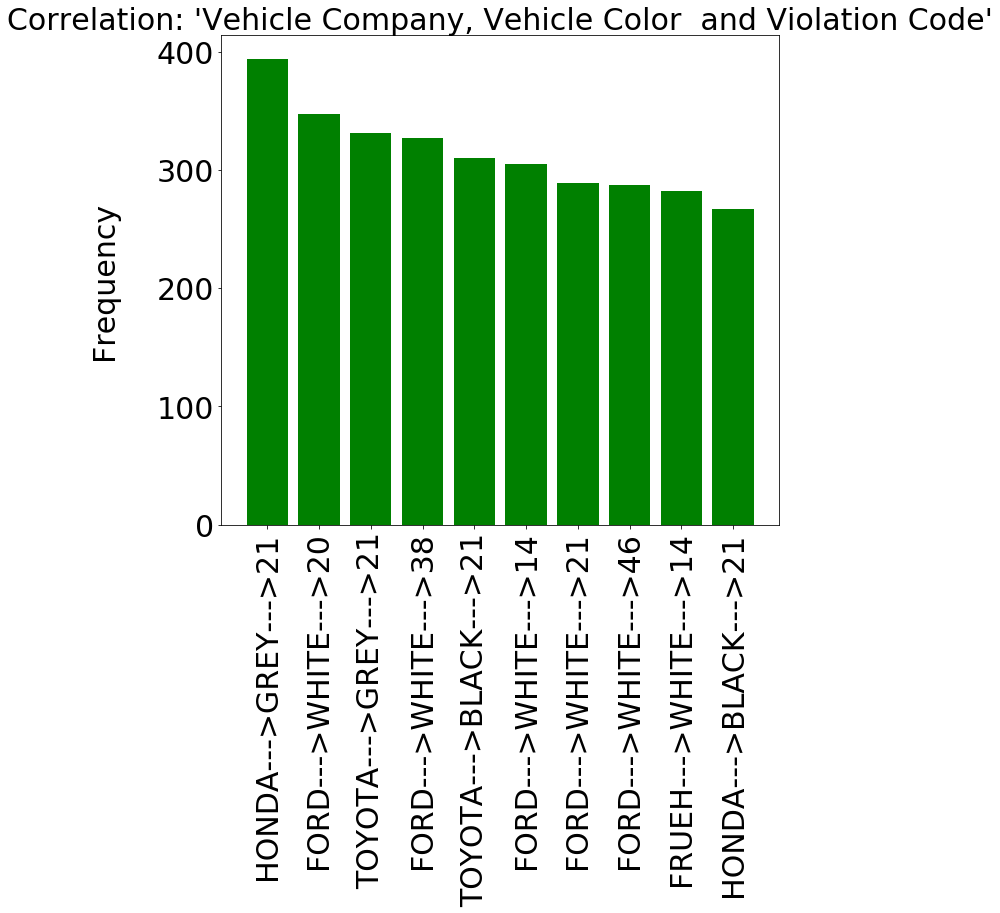 Correlation: 'Vehicle Company, Vehicle Color  and Violation Code'
400
300
200
100
0
Frequency
HONDA--->GREY---->21
FORD--->WHITE---->20
TOYOTA--->GREY---->21
FORD--->WHITE---->38
TOYOTA--->BLACK---->21
FORD--->WHITE---->14
FORD--->WHITE---->21
FORD--->WHITE---->46
FRUEH--->WHITE---->14
HONDA--->BLACK---->21